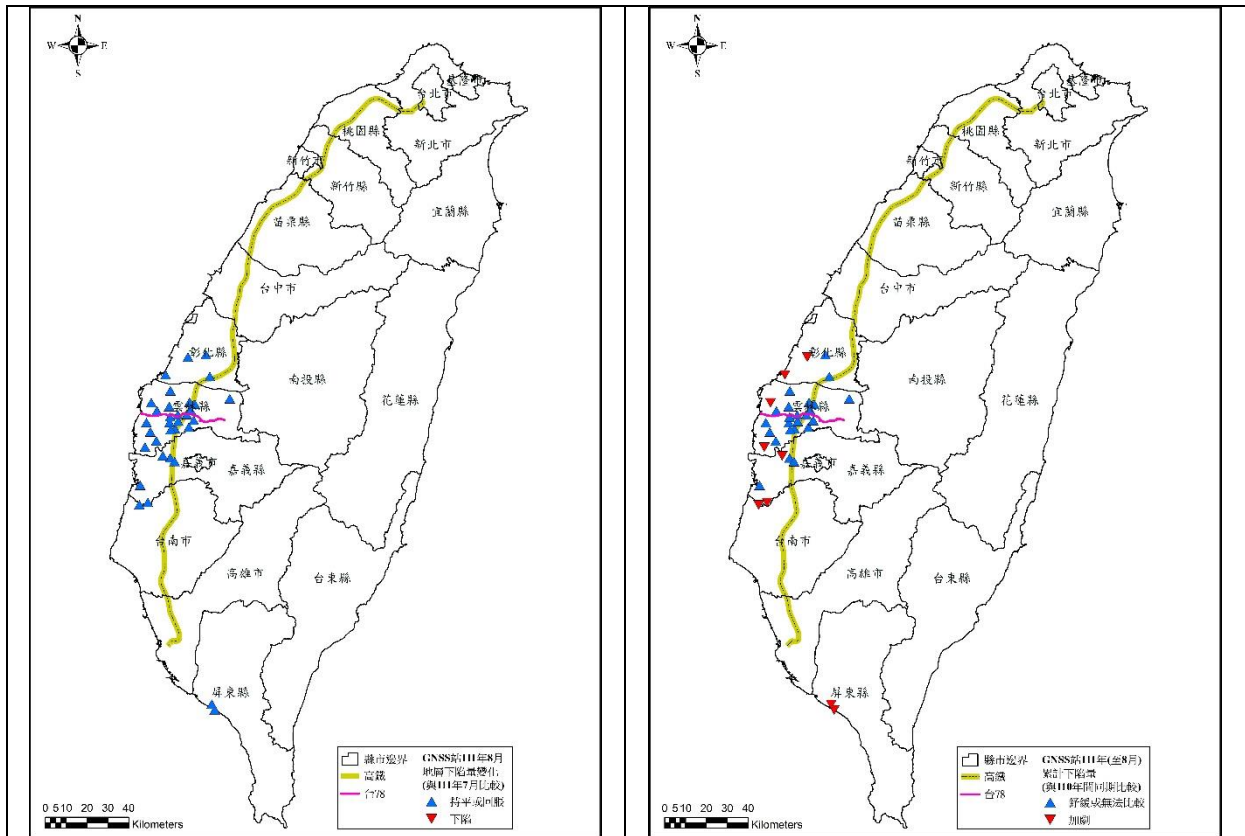 N
W E
S
基隆市
台北市
桃園縣
新北市
新竹市
新竹縣
宜蘭縣
苗栗縣
台中市
彰化縣
南投縣
花蓮縣
雲林縣
嘉義市
嘉義縣
台南市
高雄市
台東縣
屏東縣
縣市邊界
高鐵
台78
GNSS站111年8月
地層下陷量變化
(與111年7月比較)
持平或回脹
下陷
0 5 10 20 30 40
Kilometers
N
W E
S
基隆市
台北市
桃園縣
新北市
新竹市
新竹縣
宜蘭縣
苗栗縣
台中市
彰化縣
南投縣
花蓮縣
雲林縣
嘉義市
嘉義縣
台南市
高雄市
台東縣
屏東縣
縣市邊界
高鐵
台78
GNSS站111年(至8月)
累計下陷量
(與110年間同期比較)
舒緩或無法比較
加劇
0 5 10 20 30 40
Kilometers